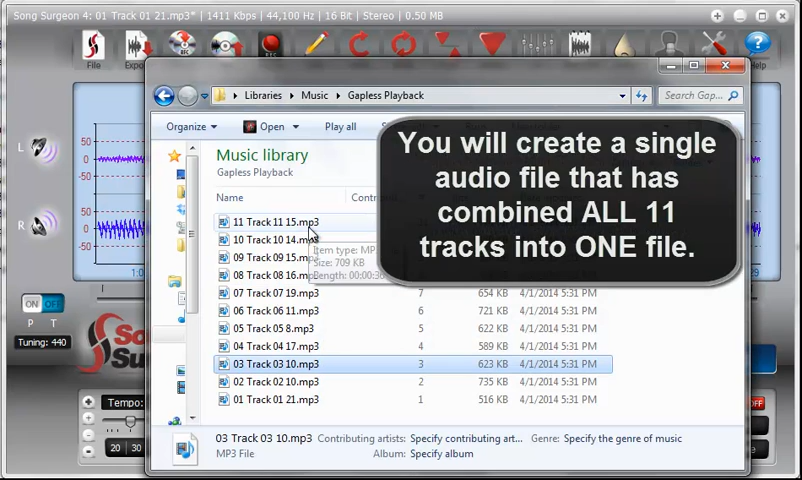 Song Surgeon 4: 01 Track 01 21.mp3* | 1411 Kbps | 44,100 Hz | 16 Bit | Stereo | 0.50 MB
File
Help
Libraries
Music
Gapless Playback
Search Gap...
Organize
Open
Play all
Music library
Gapless Playback
Name
You will create a single
audio file that has
combined ALL 11
tracks into ONE file.
11 Track 11 15.mp3
10 Track 10 14.mp3
09 Track 09 15.mp3
08 Track 08 16.mp3
Item type: MP
Size: 709 KB
Length: 00:00:3
07 Track 07 19.mp3 7 654 KB 4/1/2014 5:31 PM
06 Track 06 11.mp3 6 721 KB 4/1/2014 5:31 PM
05 Track 05 8.mp3 5 622 KB 4/1/2014 5:31 PM
04 Track 04 17.mp3 4 589 KB 4/1/2014 5:31 PM
03 Track 03 10.mp3 3 623 KB 4/1/2014 5:31 PM
02 Track 02 10.mp3 2 735 KB 4/1/2014 5:31 PM
01 Track 01 21.mp3 1 516 KB 4/1/2014 5:31 PM
03 Track 03 10.mp3 Contributing artists: Specify contributing art... Genre: Specify the genre of music
MP3 File Album: Specify album
L
50
50
R
50
50
ON OFF
P T
Tuning: 440
So
Su
Tempo:
20 30
OFF